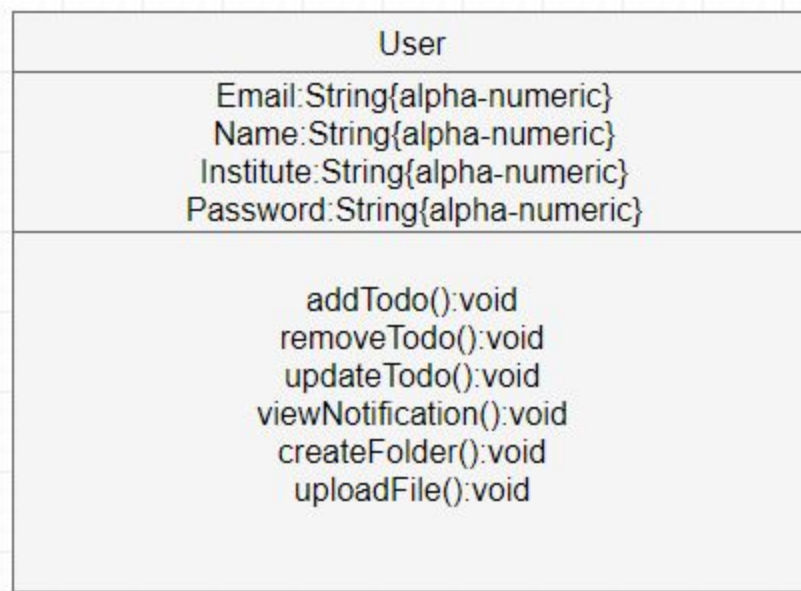 User
Email:String{alpha-numeric}
Name:String{alpha-numeric}
Institute:String{alpha-numeric}
Password:String{alpha-numeric}
addTodo():void
removeTodo():void
updateTodo():void
viewNotification():void
createFolder():void
uploadFile():void